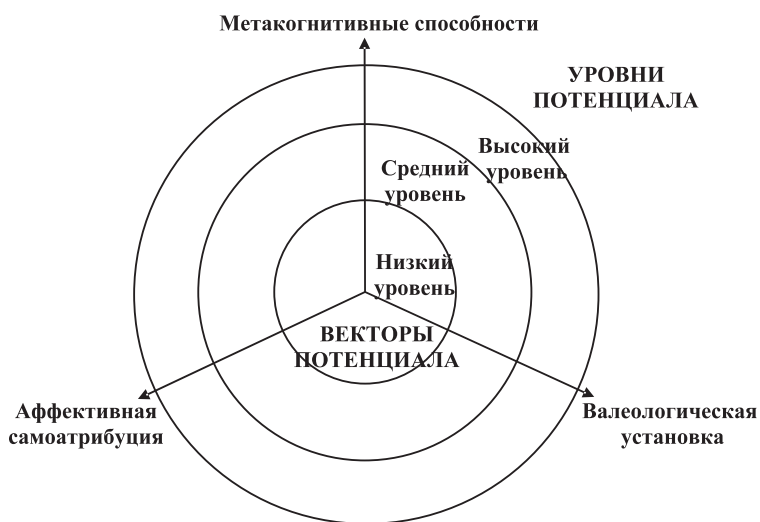 Метакогнитивные способности
УРОВНИ
ПОТЕНЦИАЛА
Высокий
уровень
Средний
уровень
Низкий
уровень
ВЕКТОРЫ
ПОТЕНЦИАЛА
Аффективная
самоатрибуция
Валеологическая
установка